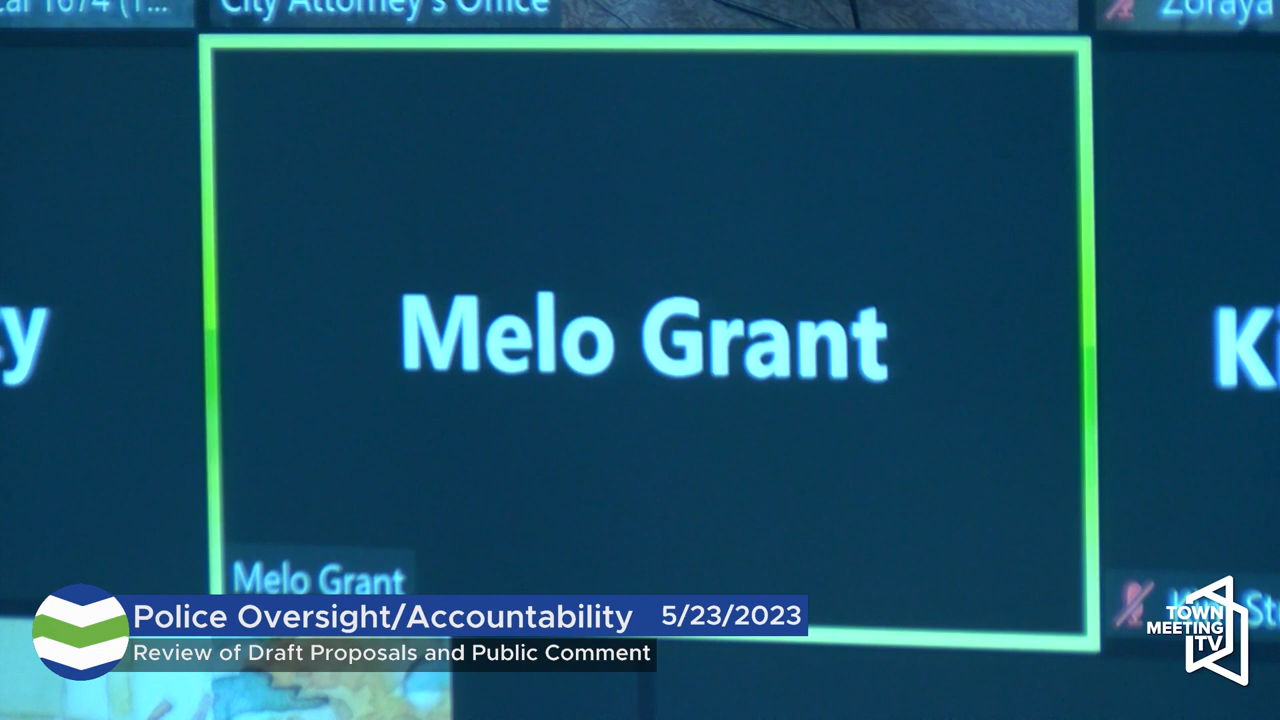 City Attorney's Office
Zoraya
Melo Grant
Melo Grant
Police Oversight/Accountability 5/23/2023
Review of Draft Proposals and Public Comment
TOWN
MEETING
TV